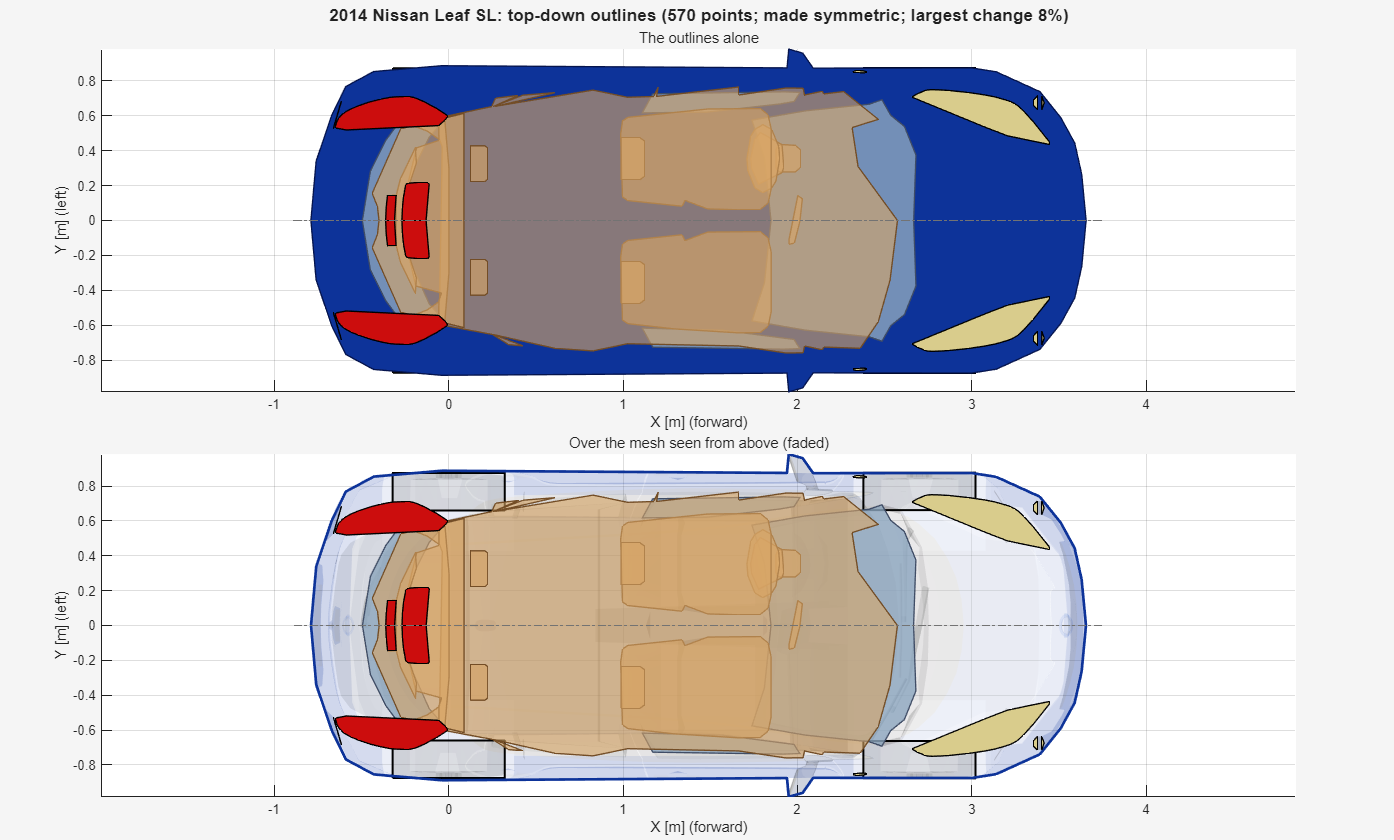 2014 Nissan Leaf SL: top-down outlines (570 points; made symmetric; largest change 8%)
The outlines alone
0.8
0.6
0.4
0.2
0
-0.2
-0.4
-0.6
-0.8
Y [m] (left)
-1 0 1 2 3 4
X [m] (forward)
Over the mesh seen from above (faded)
0.8
0.6
0.4
0.2
0
-0.2
-0.4
-0.6
-0.8
Y [m] (left)
-1 0 1 2 3 4
X [m] (forward)